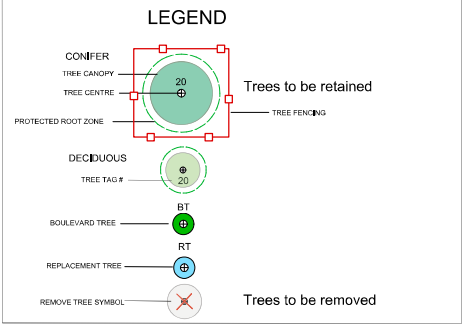 LEGEND
CONIFER
TREE CANOPY
20
Trees to be retained
TREE CENTRE
TREE FENCING
PROTECTED ROOT ZONE
DECIDUOUS
TREE TAG #
20
BT
BOULEVARD TREE
RT
REPLACEMENT TREE
REMOVE TREE SYMBOL
Trees to be removed